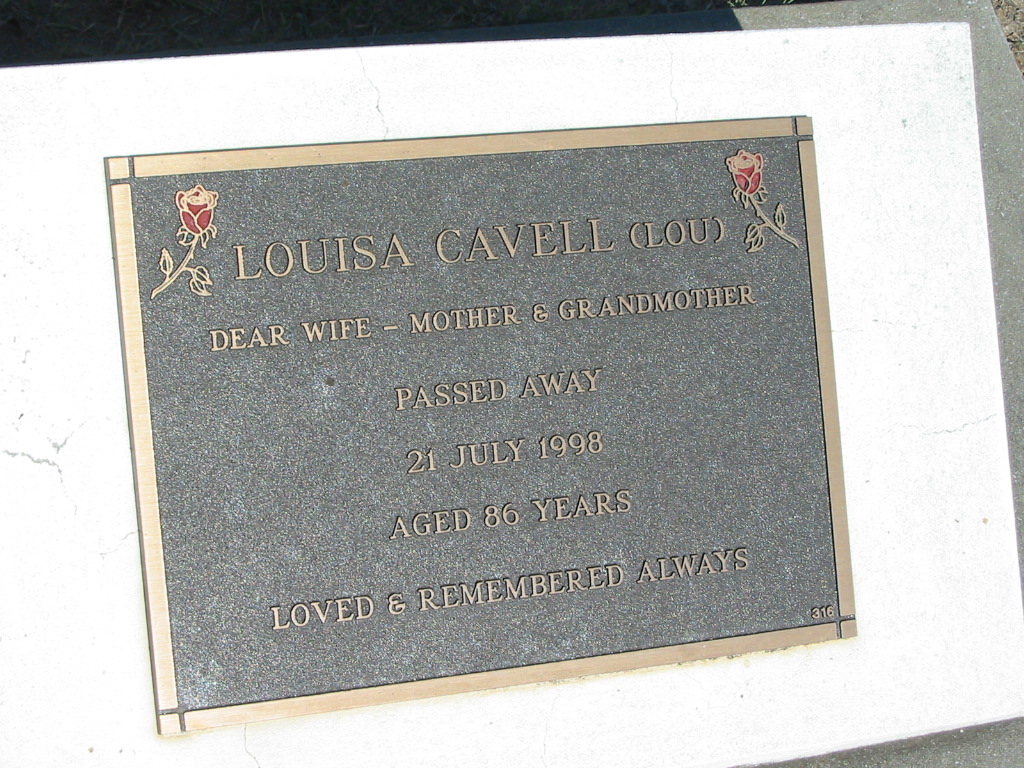 LOUISA CAVELL (LOU)
DEAR WIFE – MOTHER & GRANDMOTHER
PASSED AWAY
21 JULY 1998
AGED 86 YEARS
LOVED & REMEMBERED ALWAYS
316